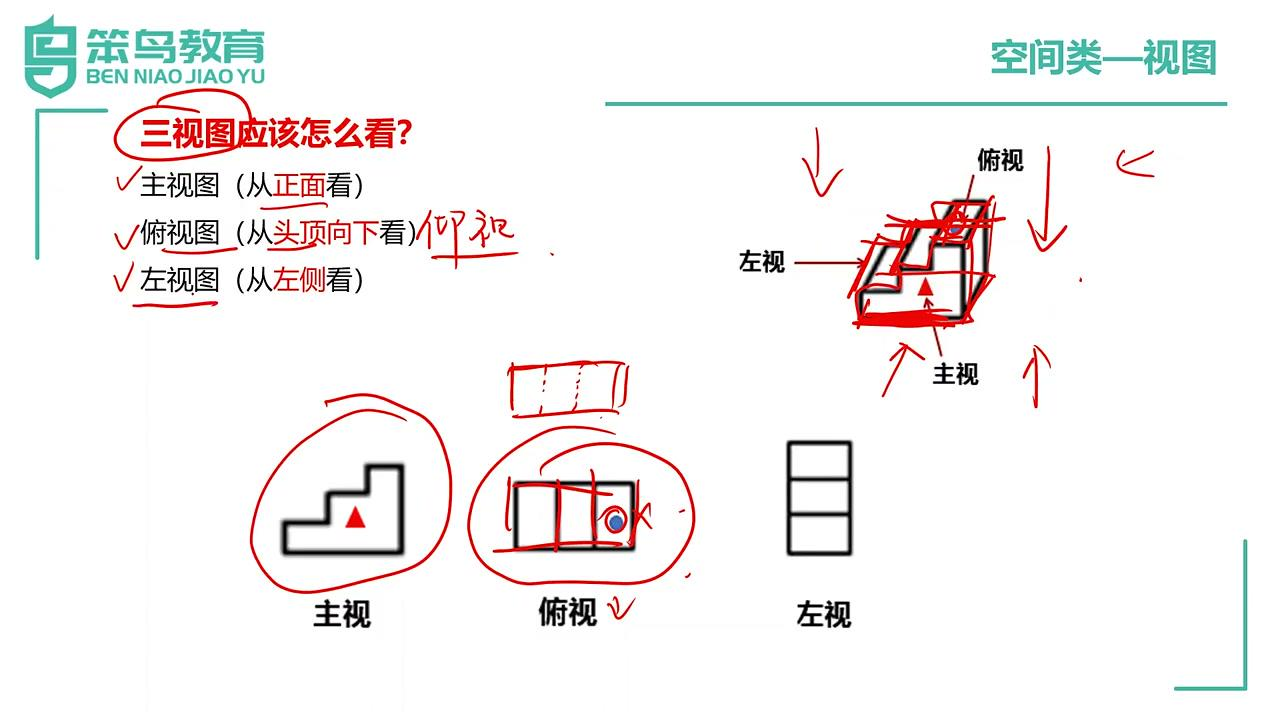 笨鸟教育
BEN NIAO JIAO YU
空间类—视图
三视图应该怎么看?
主视图（从正面看）
俯视图（从头顶向下看）仰视
左视图（从左侧看）
俯视
左视
主视
主视
俯视
左视